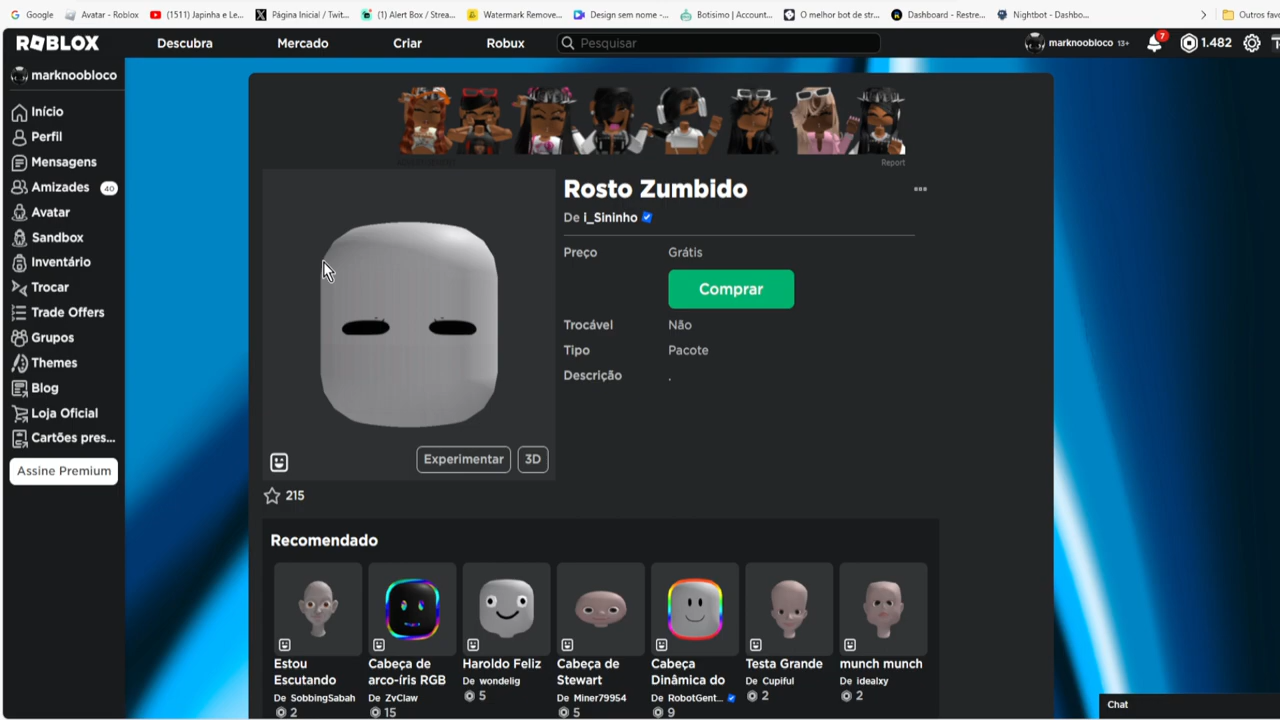 Google
Avatar - Roblox
(1511) Japinha e Le...
Página Inicial / Twit...
(1) Alert Box / Strea...
Watermark Remove...
Design sem nome -...
Botisimo | Account...
O melhor bot de str...
Dashboard - Restre...
Nightbot - Dashbo...
Outros fav
ROBLOX
Descubra
Mercado
Criar
Robux
Pesquisar
marknoobloco 13+
7
1.482
marknoobloco
Início
Perfil
Mensagens
Amizades 40
Avatar
Sandbox
Inventário
Trocar
Trade Offers
Grupos
Themes
Blog
Loja Oficial
Cartões pres...
Assine Premium
Report
Rosto Zumbido
De i_Sininho
Preço Grátis
Comprar
Trocável Não
Tipo Pacote
Descrição .
Experimentar 3D
215
Recomendado
Estou Escutando
De SobbingSabah
2
Cabeça de arco-íris RGB
De ZvClaw
15
Haroldo Feliz
De wondelig
5
Cabeça de Stewart
De Miner79954
5
Cabeça Dinâmica do
De RobotGent...
9
Testa Grande
De Cupiful
2
munch munch
De idealxy
2
Chat